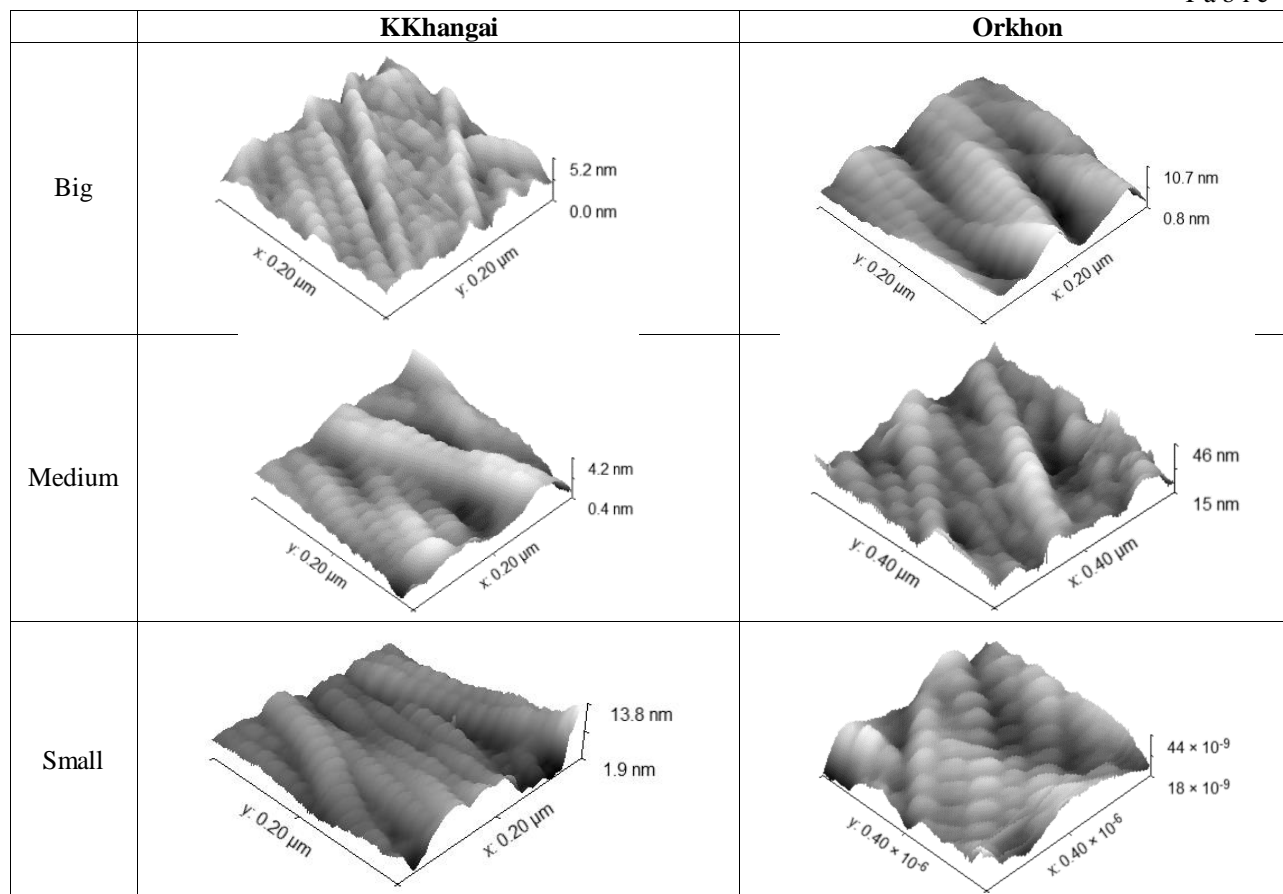 KKhangai
Orkhon
Big
5.2 nm
0.0 nm
x: 0.20 µm
y: 0.20 µm
10.7 nm
0.8 nm
y: 0.20 µm
x: 0.20 µm
Medium
4.2 nm
0.4 nm
y: 0.20 µm
x: 0.20 µm
46 nm
15 nm
y: 0.40 µm
x: 0.40 µm
Small
13.8 nm
1.9 nm
y: 0.20 µm
x: 0.20 µm
44 × 10⁻⁹
18 × 10⁻⁹
y: 0.40 × 10⁻⁶
x: 0.40 × 10⁻⁶